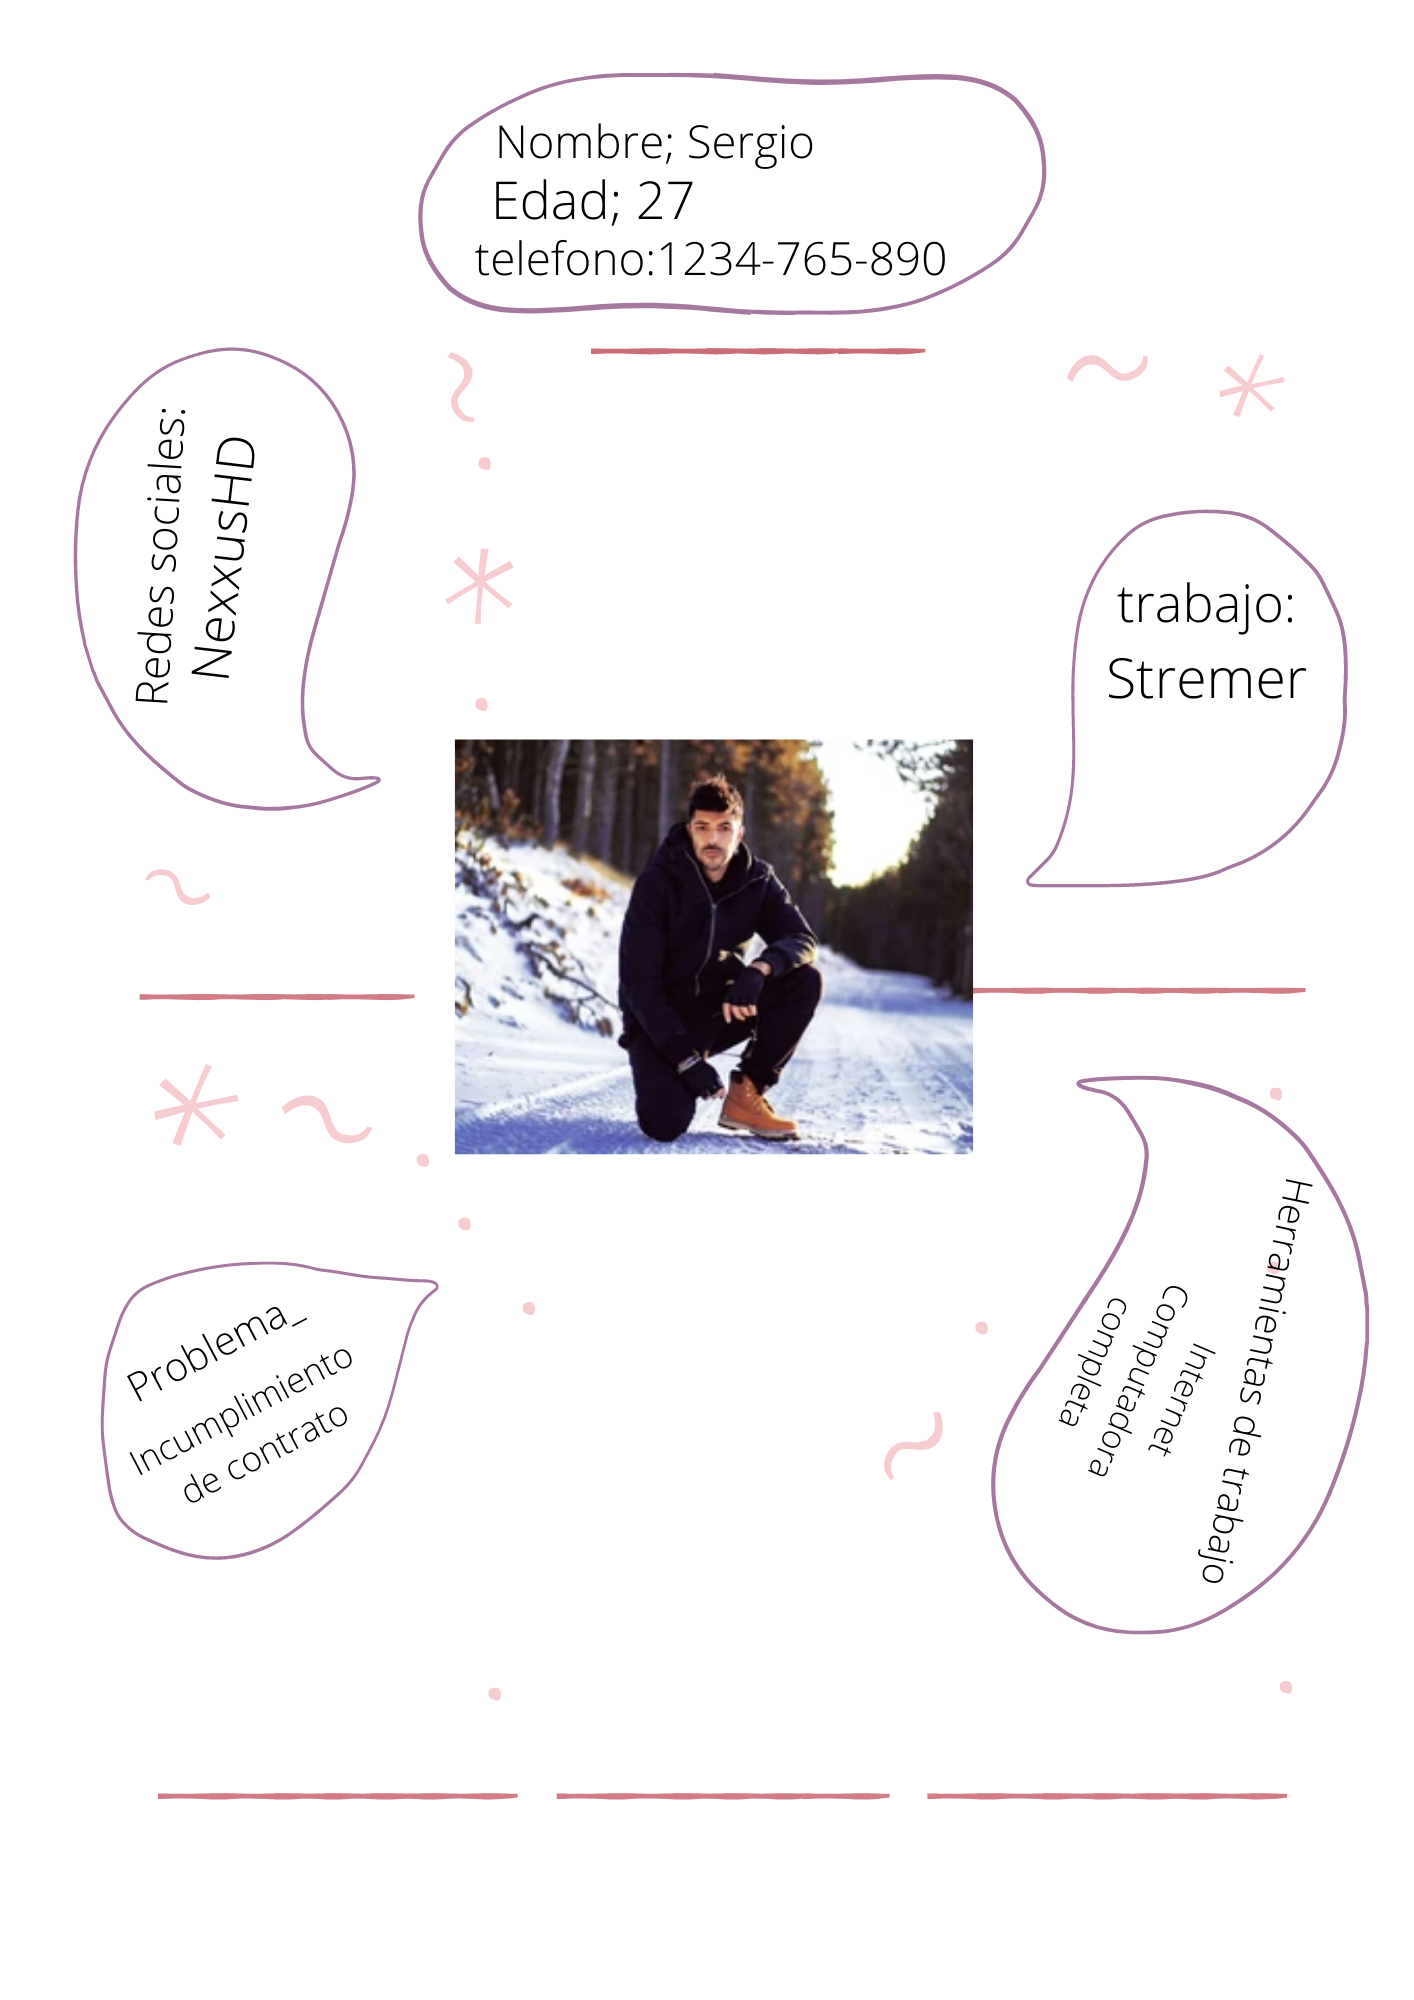 Nombre; Sergio
Edad; 27
telefono:1234-765-890
Redes sociales:
NexxusHD
trabajo:
Stremer
Problema_
Incumplimiento
de contrato
Herramientas de trabajo
Internet
Computadora
completa